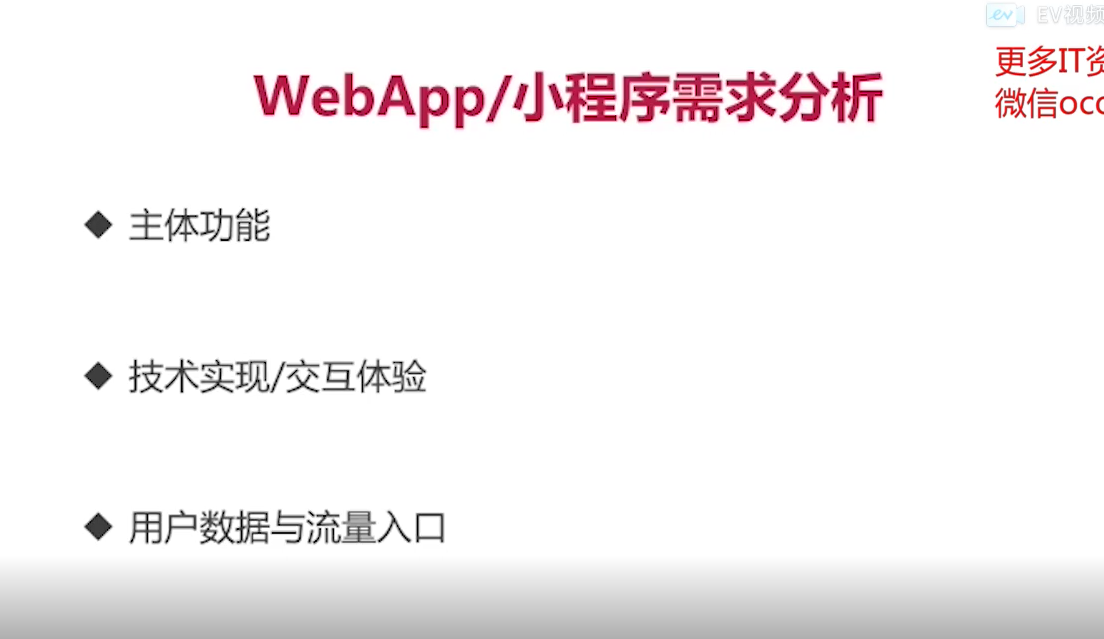 EV视频
更多IT资
微信occ
WebApp/小程序需求分析
主体功能
技术实现/交互体验
用户数据与流量入口